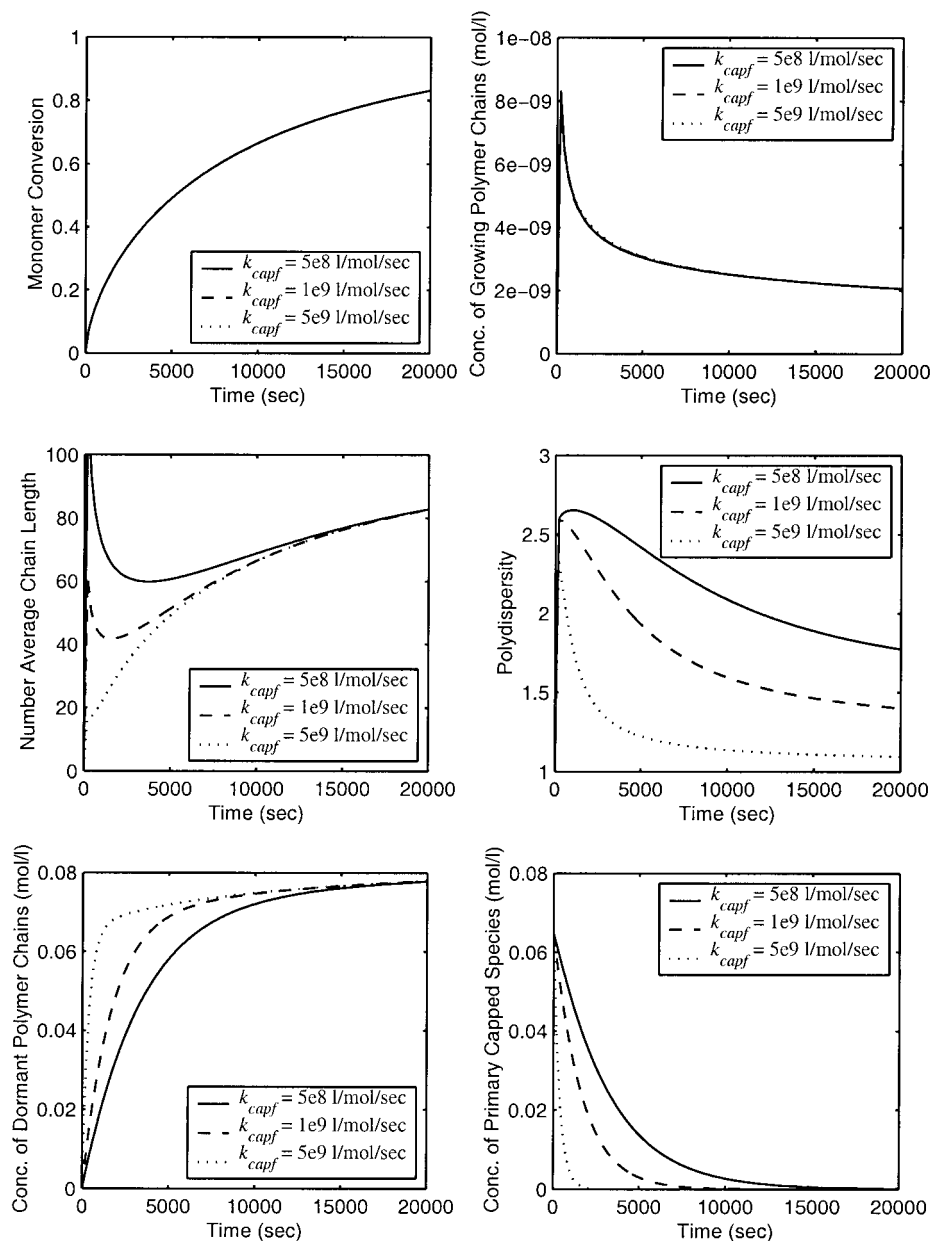 1
0.8
0.6
0.4
0.2
0
Monomer Conversion
k_capf = 5e8 l/mol/sec
k_capf = 1e9 l/mol/sec
k_capf = 5e9 l/mol/sec
0 5000 10000 15000 20000
Time (sec)
1e-08
8e-09
6e-09
4e-09
2e-09
0
Conc. of Growing Polymer Chains (mol/l)
k_capf = 5e8 l/mol/sec
k_capf = 1e9 l/mol/sec
k_capf = 5e9 l/mol/sec
0 5000 10000 15000 20000
Time (sec)
100
80
60
40
20
0
Number Average Chain Length
k_capf = 5e8 l/mol/sec
k_capf = 1e9 l/mol/sec
k_capf = 5e9 l/mol/sec
0 5000 10000 15000 20000
Time (sec)
3
2.5
2
1.5
1
Polydispersity
k_capf = 5e8 l/mol/sec
k_capf = 1e9 l/mol/sec
k_capf = 5e9 l/mol/sec
0 5000 10000 15000 20000
Time (sec)
0.08
0.06
0.04
0.02
0
Conc. of Dormant Polymer Chains (mol/l)
k_capf = 5e8 l/mol/sec
k_capf = 1e9 l/mol/sec
k_capf = 5e9 l/mol/sec
0 5000 10000 15000 20000
Time (sec)
0.08
0.06
0.04
0.02
0
Conc. of Primary Capped Species (mol/l)
k_capf = 5e8 l/mol/sec
k_capf = 1e9 l/mol/sec
k_capf = 5e9 l/mol/sec
0 5000 10000 15000 20000
Time (sec)